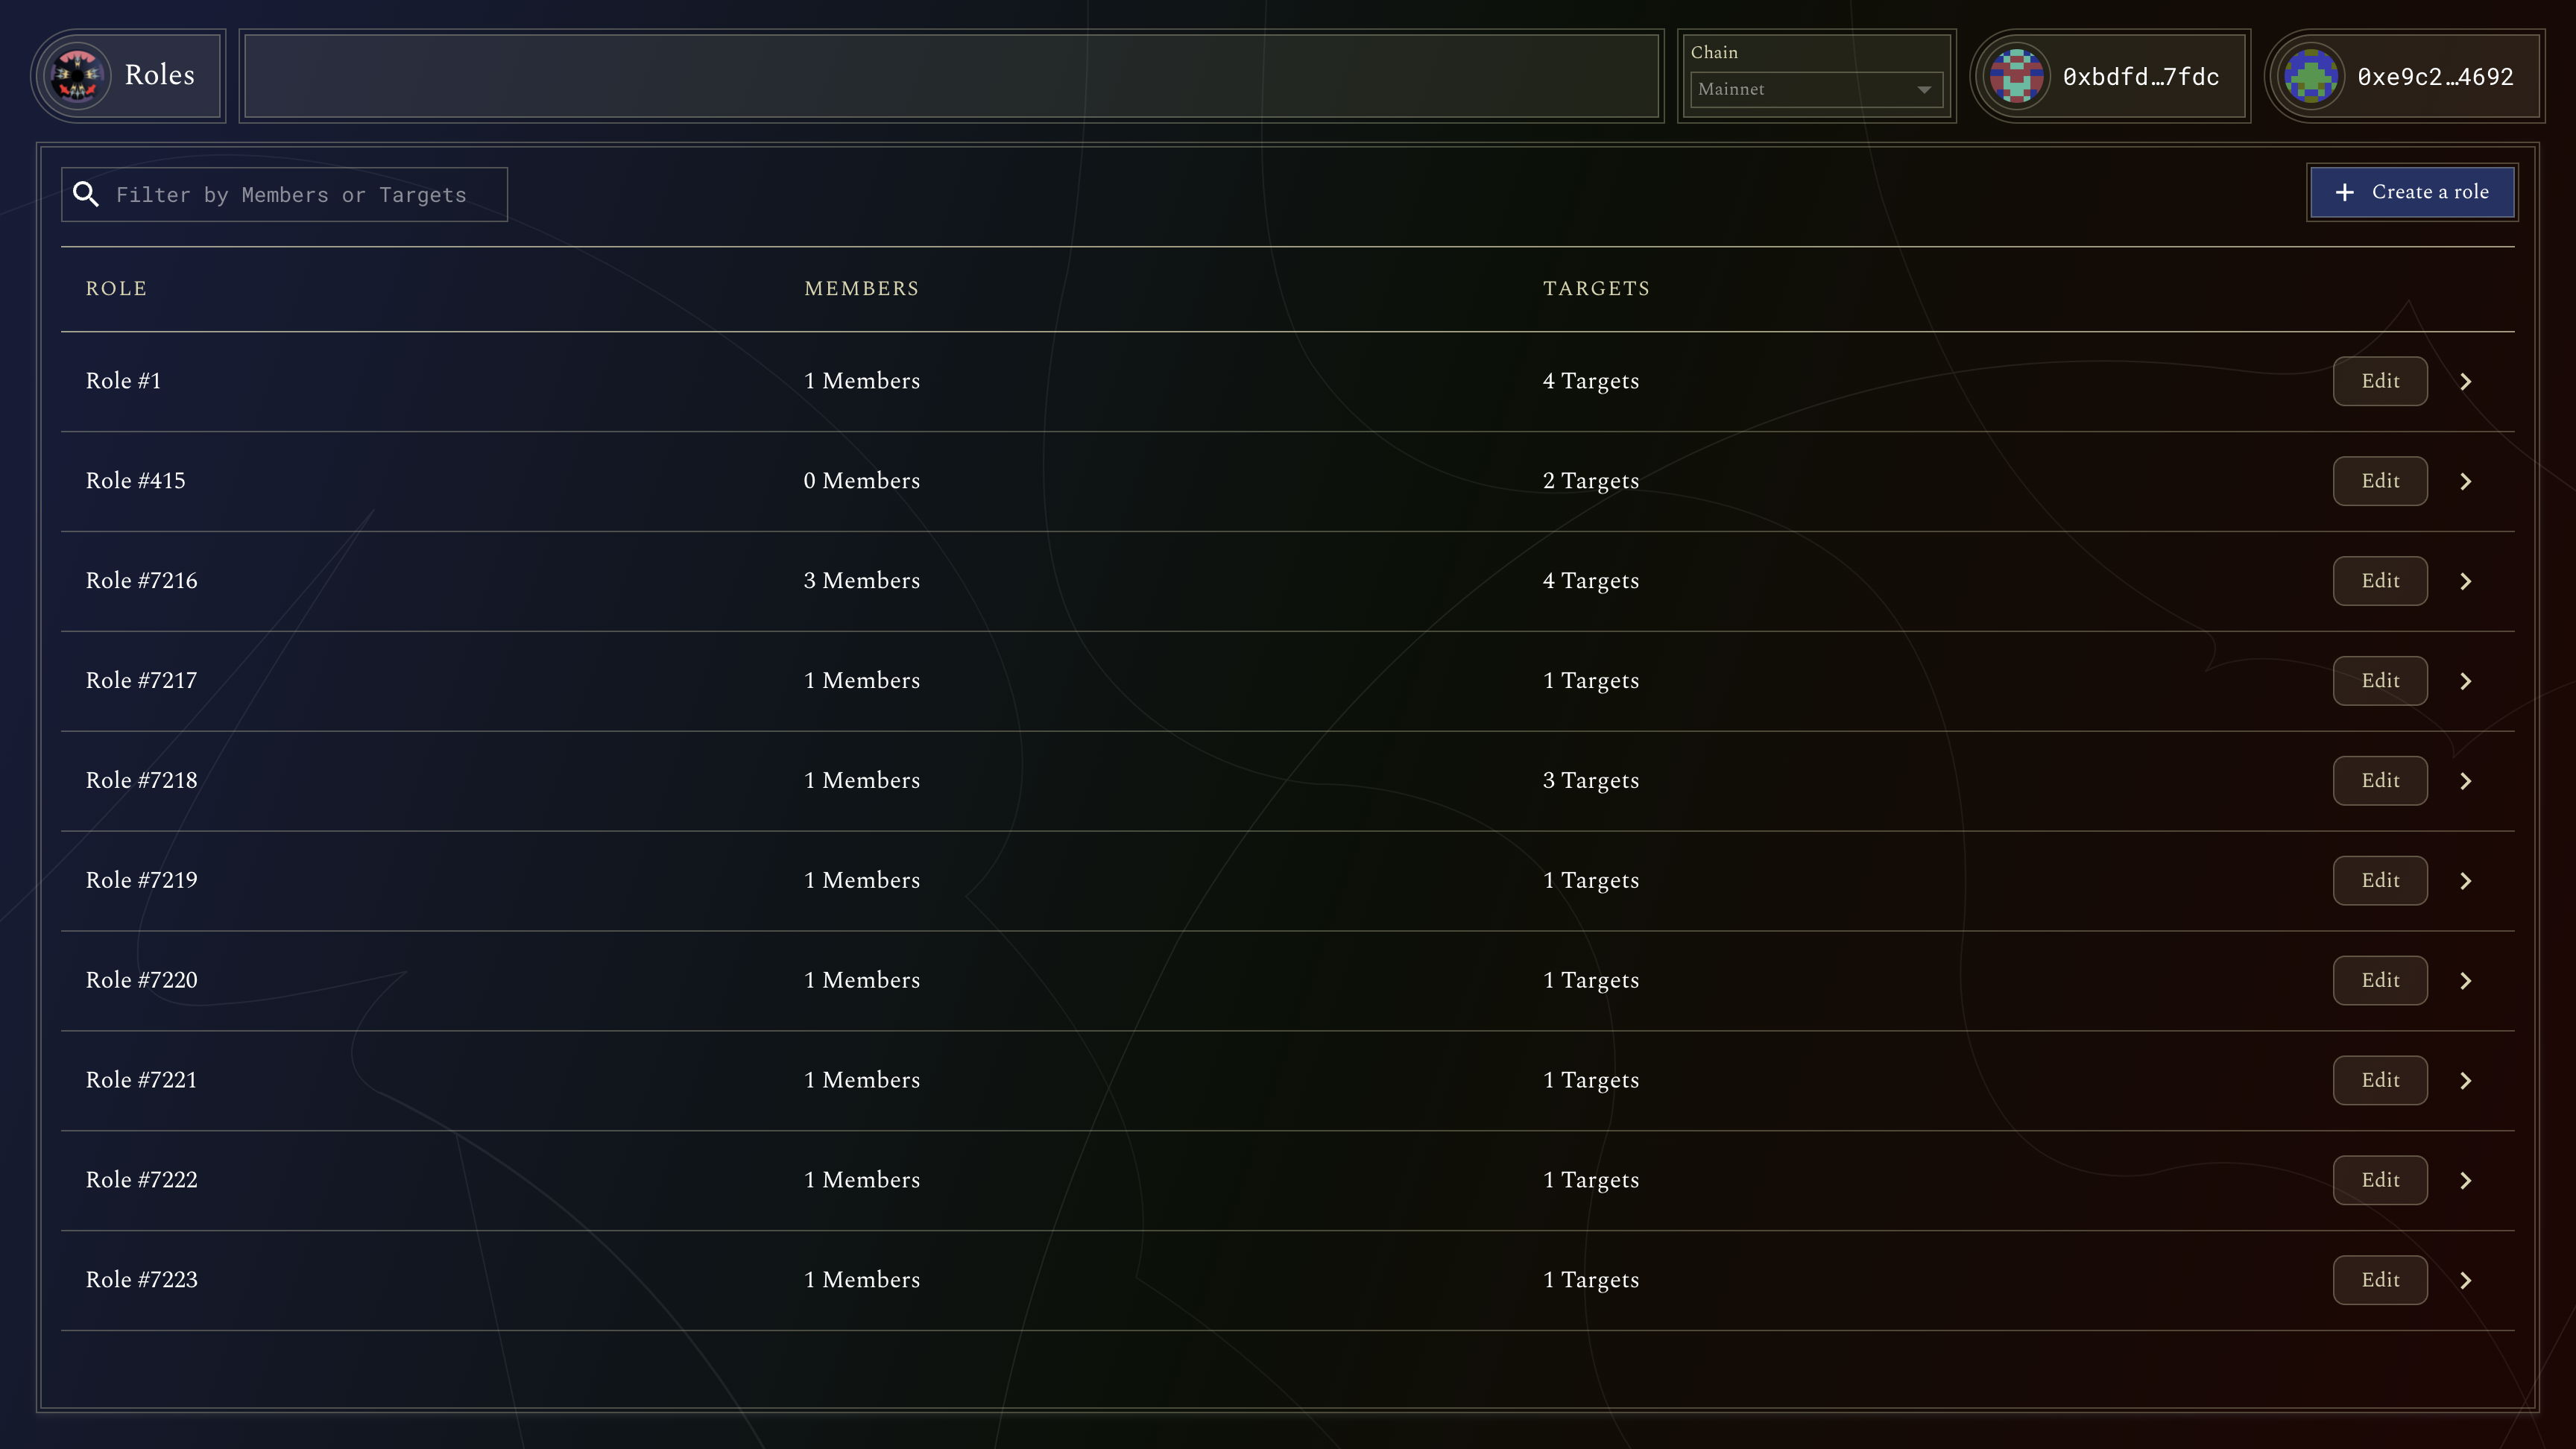 Roles
Chain
Mainnet
0xbdfd…7fdc
0xe9c2…4692
Filter by Members or Targets
Create a role
ROLE MEMBERS TARGETS
Role #1 1 Members 4 Targets Edit
Role #415 0 Members 2 Targets Edit
Role #7216 3 Members 4 Targets Edit
Role #7217 1 Members 1 Targets Edit
Role #7218 1 Members 3 Targets Edit
Role #7219 1 Members 1 Targets Edit
Role #7220 1 Members 1 Targets Edit
Role #7221 1 Members 1 Targets Edit
Role #7222 1 Members 1 Targets Edit
Role #7223 1 Members 1 Targets Edit